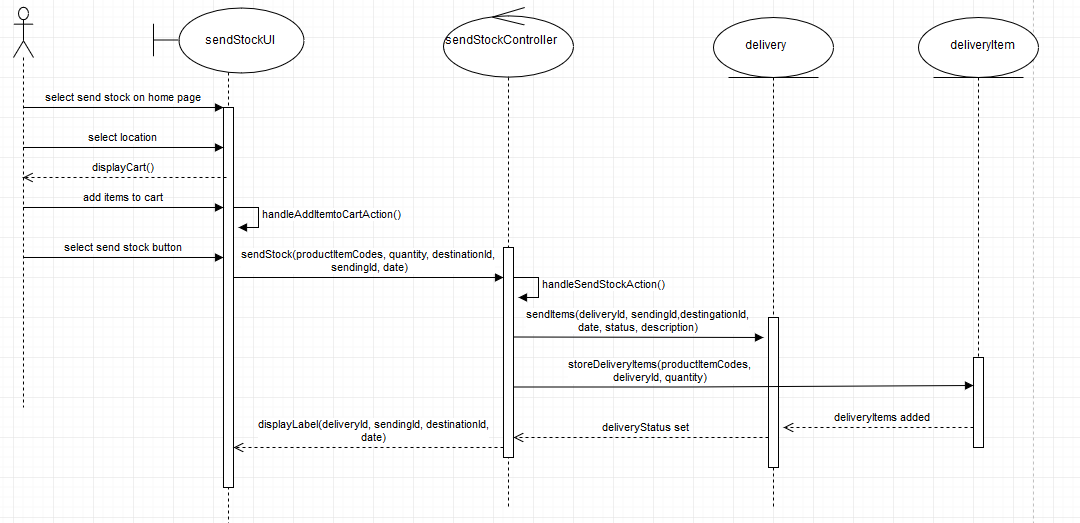 sendStockUI
sendStockController
delivery
deliveryItem
select send stock on home page
select location
displayCart()
add items to cart
handleAddItemtoCartAction()
select send stock button
sendStock(productItemCodes, quantity, destinationId,
sendingId, date)
handleSendStockAction()
sendItems(deliveryId, sendingId,destingationId,
date, status, description)
storeDeliveryItems(productItemCodes,
deliveryId, quantity)
deliveryItems added
deliveryStatus set
displayLabel(deliveryId, sendingId, destinationId,
date)